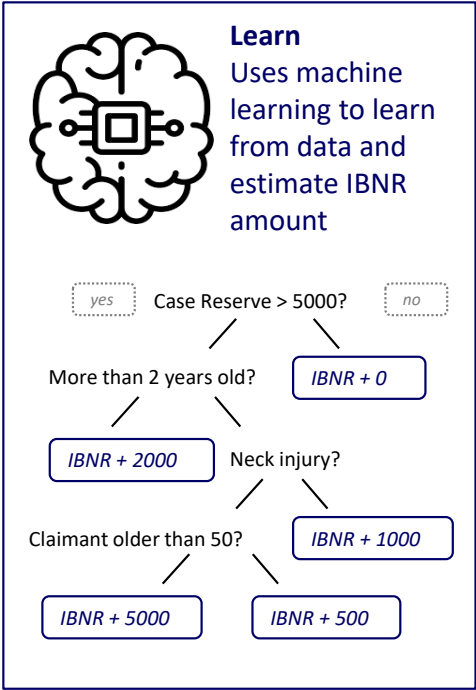 Learn
Uses machine
learning to learn
from data and
estimate IBNR
amount
yes Case Reserve > 5000? no
More than 2 years old? IBNR + 0
IBNR + 2000 Neck injury?
Claimant older than 50? IBNR + 1000
IBNR + 5000 IBNR + 500